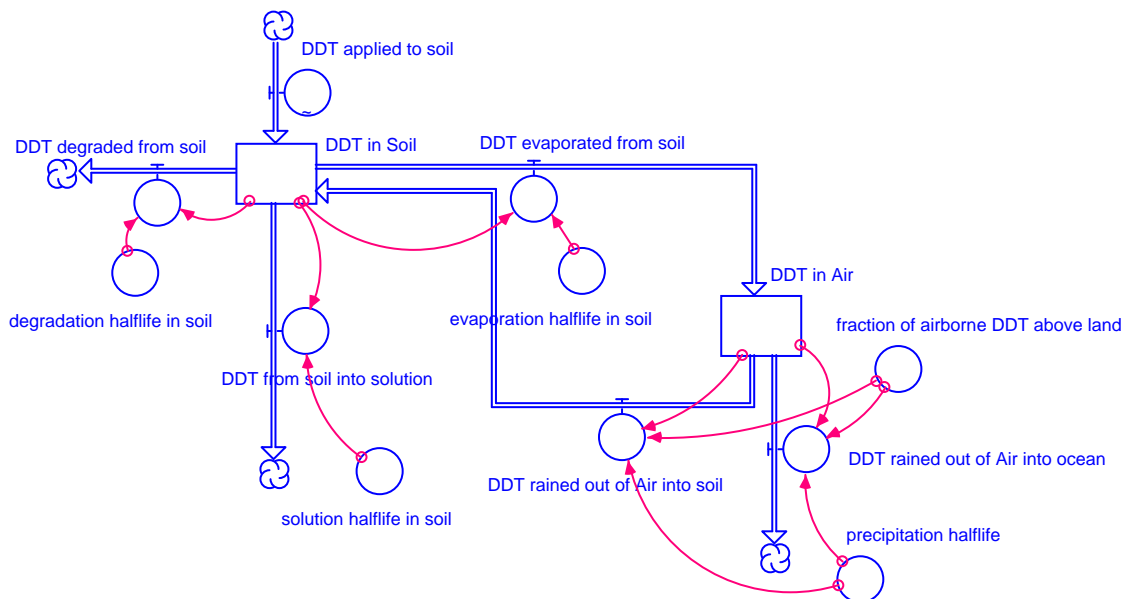 DDT applied to soil
DDT degraded from soil
DDT in Soil
DDT evaporated from soil
DDT in Air
degradation halflife in soil
evaporation halflife in soil
fraction of airborne DDT above land
DDT from soil into solution
DDT rained out of Air into ocean
DDT rained out of Air into soil
solution halflife in soil
precipitation halflife
~